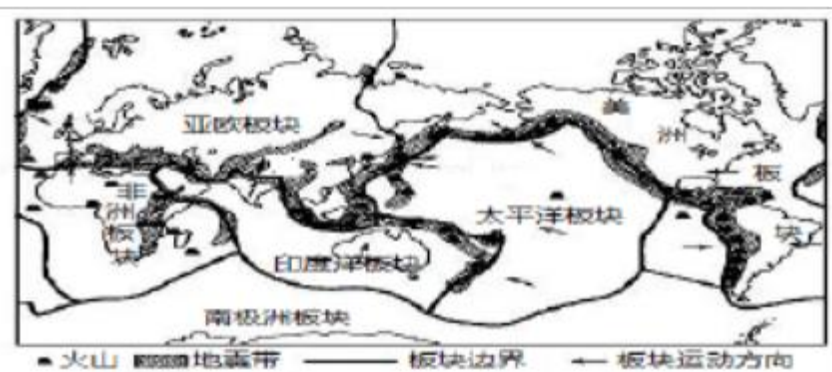 亚欧板块
美洲板块
非洲板块
太平洋板块
印度洋板块
南极洲板块
火山 地震带 板块边界 板块运动方向